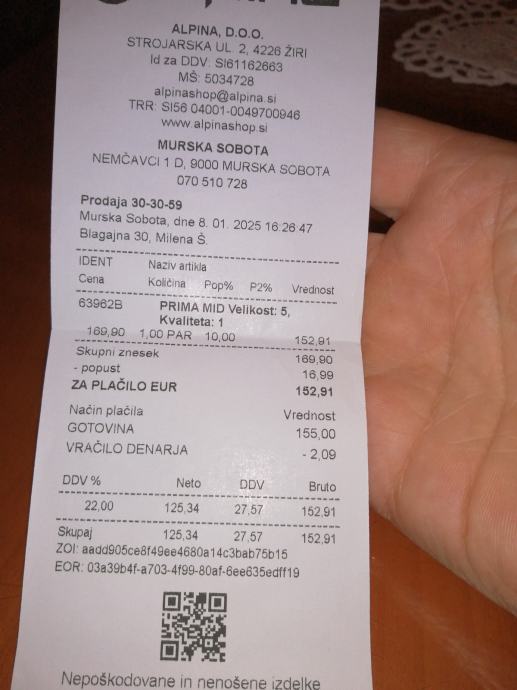 ALPINA, D.O.O.
STROJARSKA UL. 2, 4226 ŽIRI
Id za DDV: SI61162663
MŠ: 5034728
alpinashop@alpina.si
TRR: SI56 04001-0049700946
www.alpinashop.si
MURSKA SOBOTA
NEMČAVCI 1 D, 9000 MURSKA SOBOTA
070 510 728
Prodaja 30-30-59
Murska Sobota, dne 8. 01. 2025 16:26:47
Blagajna 30, Milena Š.
IDENT Naziv artikla
Cena Količina Pop% P2% Vrednost
63962B PRIMA MID Velikost: 5,
Kvaliteta: 1
169,90 1,00 PAR 10,00 152,91
Skupni znesek 169,90
- popust 16,99
ZA PLAČILO EUR 152,91
Način plačila Vrednost
GOTOVINA 155,00
VRAČILO DENARJA - 2,09
DDV % Neto DDV Bruto
22,00 125,34 27,57 152,91
Skupaj 125,34 27,57 152,91
ZOI: aadd905ce8f49ee4680a14c3bab75b15
EOR: 03a39b4f-a703-4f99-80af-6ee635edff19
Nepoškodovane in nenošene izdelke